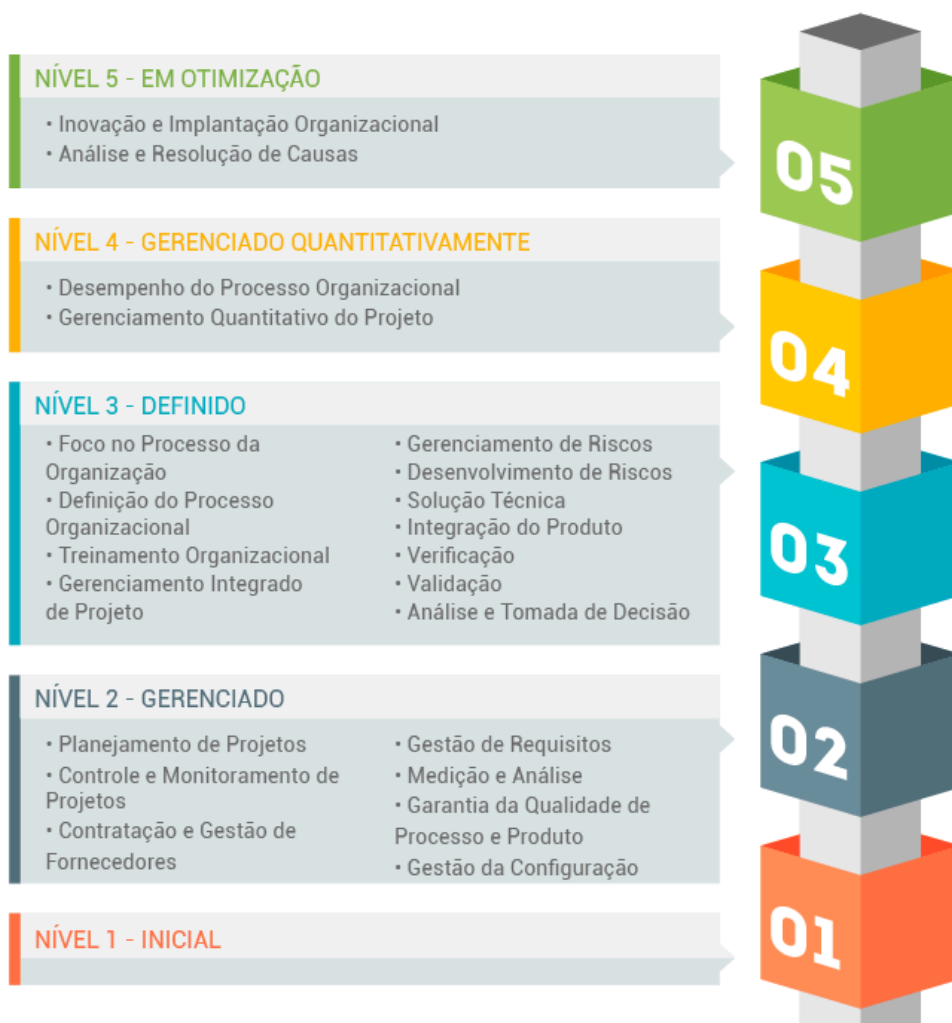 NÍVEL 5 - EM OTIMIZAÇÃO
• Inovação e Implantação Organizacional
• Análise e Resolução de Causas
05
NÍVEL 4 - GERENCIADO QUANTITATIVAMENTE
• Desempenho do Processo Organizacional
• Gerenciamento Quantitativo do Projeto
04
NÍVEL 3 - DEFINIDO
• Foco no Processo da
Organização
• Definição do Processo
Organizacional
• Treinamento Organizacional
• Gerenciamento Integrado
de Projeto
• Gerenciamento de Riscos
• Desenvolvimento de Riscos
• Solução Técnica
• Integração do Produto
• Verificação
• Validação
• Análise e Tomada de Decisão
03
NÍVEL 2 - GERENCIADO
• Planejamento de Projetos
• Controle e Monitoramento de
Projetos
• Contratação e Gestão de
Fornecedores
• Gestão de Requisitos
• Medição e Análise
• Garantia da Qualidade de
Processo e Produto
• Gestão da Configuração
02
NÍVEL 1 - INICIAL
01